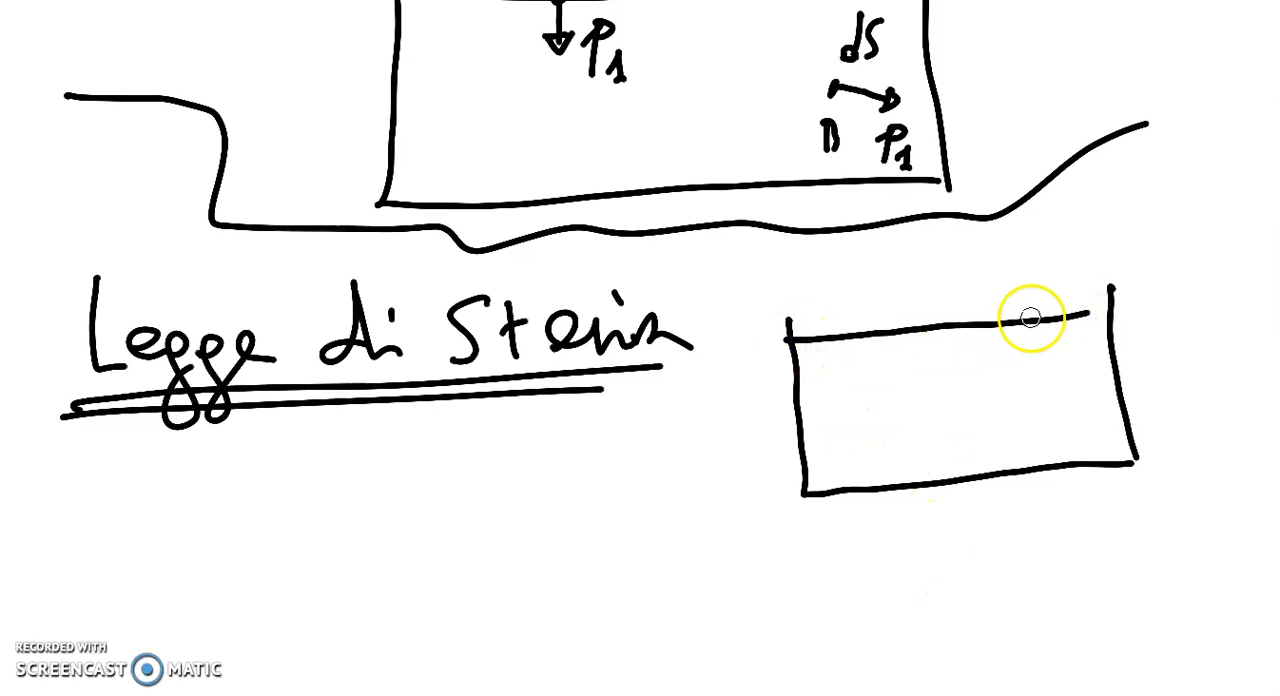 P1
dS
B P1
Legge di Stevin
RECORDED WITH
SCREENCAST MATIC